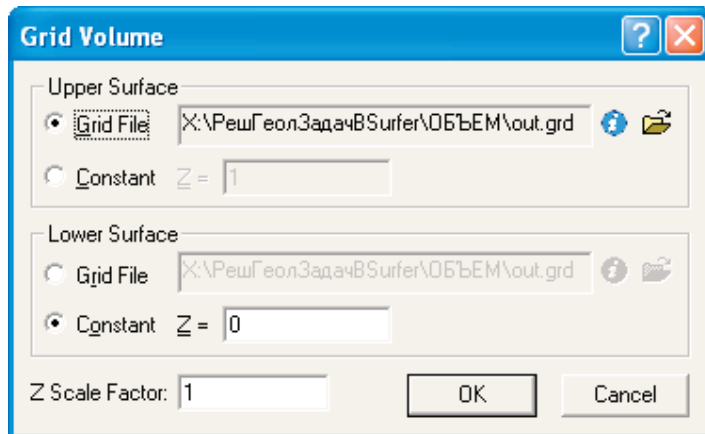 Grid Volume
Upper Surface
Grid File X:\РешГеолЗадачВSurfer\ОБЪЕМ\out.grd
Constant Z = 1
Lower Surface
Grid File X:\РешГеолЗадачВSurfer\ОБЪЕМ\out.grd
Constant Z = 0
Z Scale Factor: 1 OK Cancel